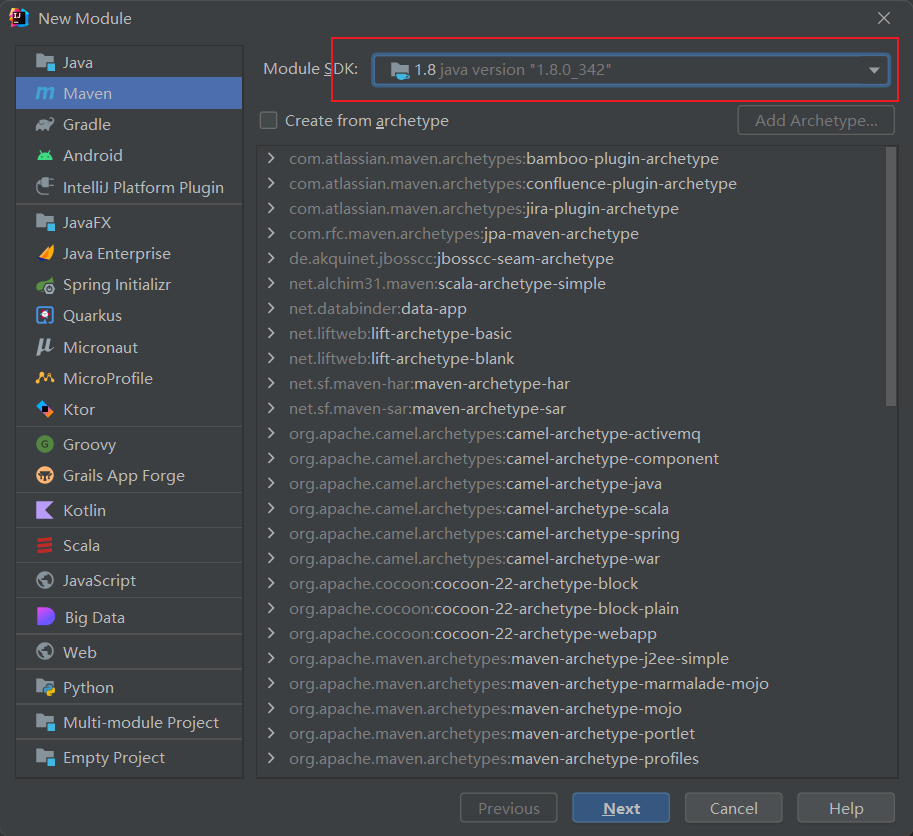 New Module
Java
Maven
Gradle
Android
IntelliJ Platform Plugin
JavaFX
Java Enterprise
Spring Initializr
Quarkus
Micronaut
MicroProfile
Ktor
Groovy
Grails App Forge
Kotlin
Scala
JavaScript
Big Data
Web
Python
Multi-module Project
Empty Project
Module SDK: 1.8 java version "1.8.0_342"
Create from archetype Add Archetype...
com.atlassian.maven.archetypes:bamboo-plugin-archetype
com.atlassian.maven.archetypes:confluence-plugin-archetype
com.atlassian.maven.archetypes:jira-plugin-archetype
com.rfc.maven.archetypes:jpa-maven-archetype
de.akquinet.jbosscc:jbosscc-seam-archetype
net.alchim31.maven:scala-archetype-simple
net.databinder:data-app
net.liftweb:lift-archetype-basic
net.liftweb:lift-archetype-blank
net.sf.maven-har:maven-archetype-har
net.sf.maven-sar:maven-archetype-sar
org.apache.camel.archetypes:camel-archetype-activemq
org.apache.camel.archetypes:camel-archetype-component
org.apache.camel.archetypes:camel-archetype-java
org.apache.camel.archetypes:camel-archetype-scala
org.apache.camel.archetypes:camel-archetype-spring
org.apache.camel.archetypes:camel-archetype-war
org.apache.cocoon:cocoon-22-archetype-block
org.apache.cocoon:cocoon-22-archetype-block-plain
org.apache.cocoon:cocoon-22-archetype-webapp
org.apache.maven.archetypes:maven-archetype-j2ee-simple
org.apache.maven.archetypes:maven-archetype-marmalade-mojo
org.apache.maven.archetypes:maven-archetype-mojo
org.apache.maven.archetypes:maven-archetype-portlet
org.apache.maven.archetypes:maven-archetype-profiles
Previous Next Cancel Help